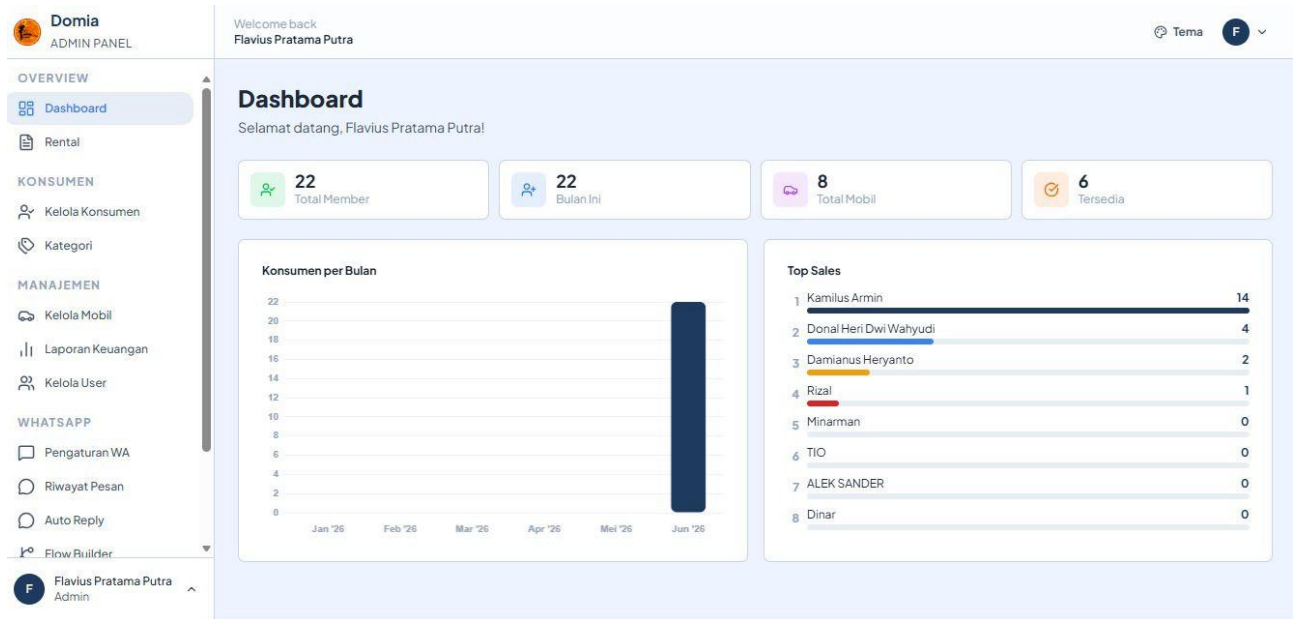 Domia
ADMIN PANEL
OVERVIEW
Dashboard
Rental
KONSUMEN
Kelola Konsumen
Kategori
MANAJEMEN
Kelola Mobil
Laporan Keuangan
Kelola User
WHATSAPP
Pengaturan WA
Riwayat Pesan
Auto Reply
Flow Builder
F
Flavius Pratama Putra
Admin
Welcome back
Flavius Pratama Putra
Tema
F
Dashboard
Selamat datang, Flavius Pratama Putra!
22
Total Member
22
Bulan Ini
8
Total Mobil
6
Tersedia
Konsumen per Bulan
22
20
18
16
14
12
10
8
6
4
2
0
Jan '26 Feb '26 Mar '26 Apr '26 Mei '26 Jun '26
Top Sales
1 Kamilus Armin 14
2 Donal Heri Dwi Wahyudi 4
3 Damianus Heryanto 2
4 Rizal 1
5 Minarman 0
6 TIO 0
7 ALEK SANDER 0
8 Dinar 0